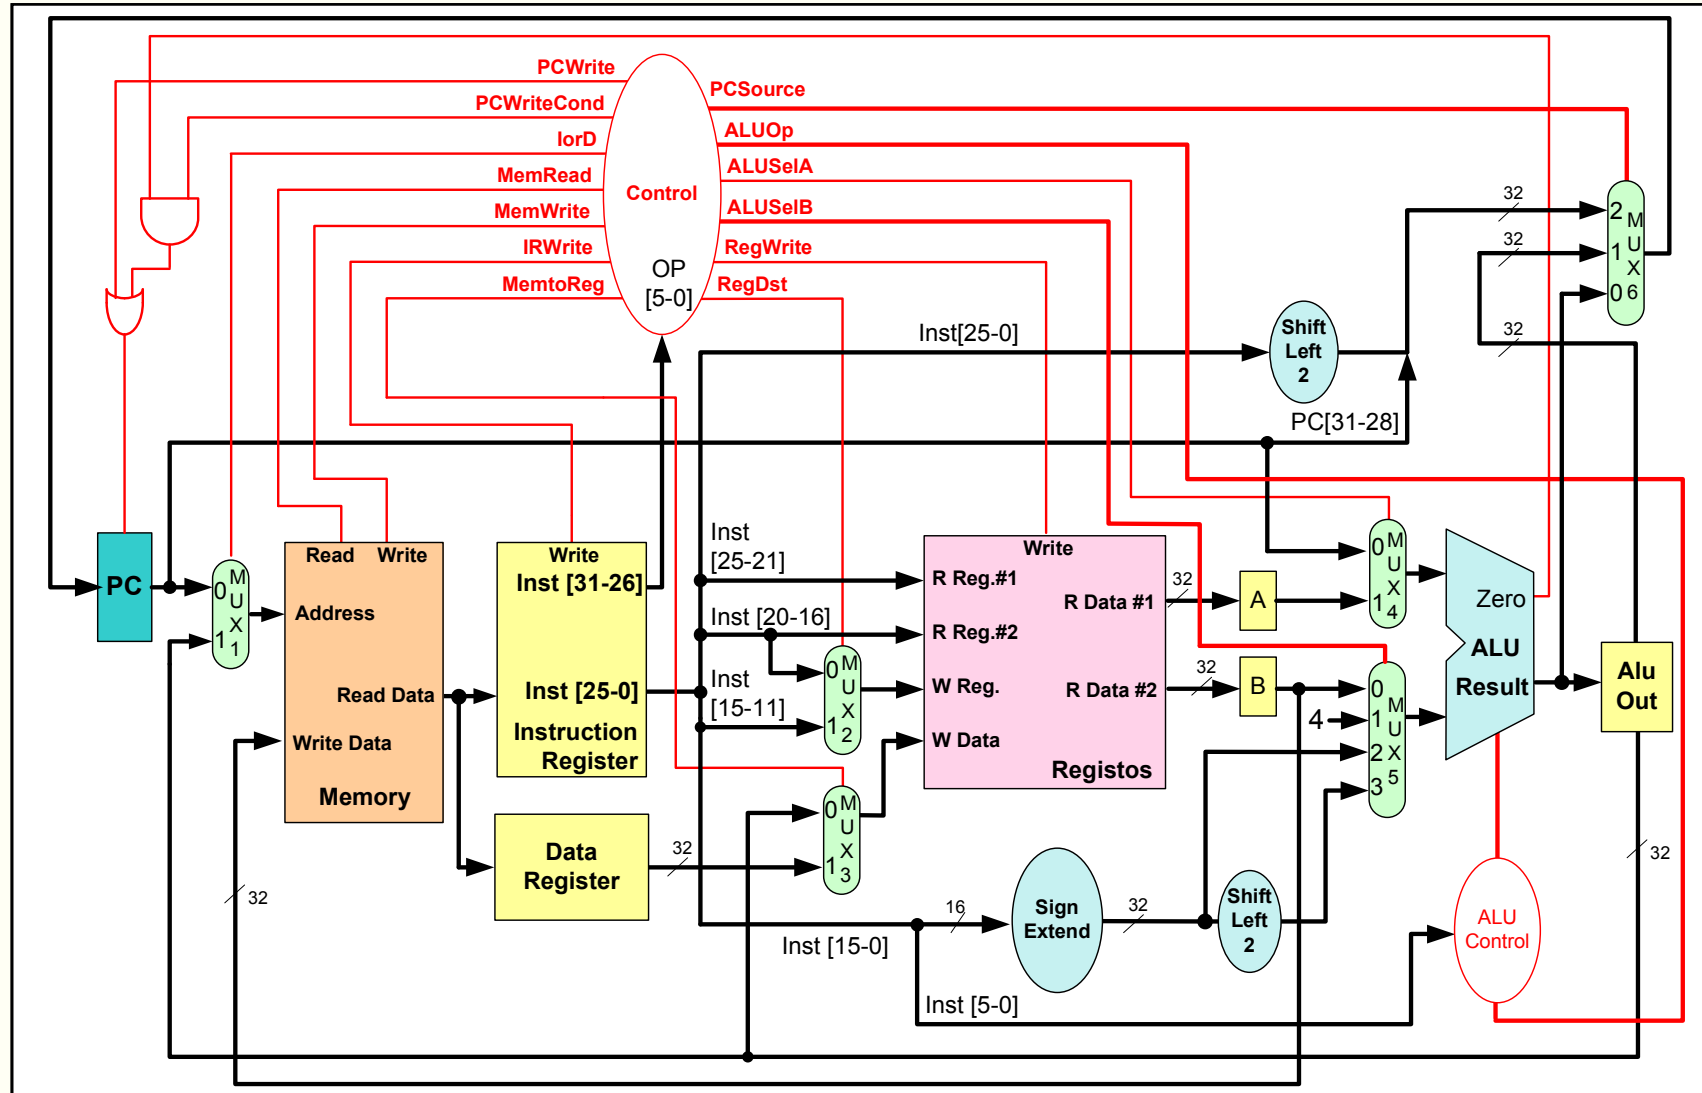 PCWrite
PCWriteCond
IorD
MemRead
MemWrite
IRWrite
MemtoReg
Control
OP
[5-0]
PCSource
ALUOp
ALUSelA
ALUSelB
RegWrite
RegDst
Inst[25-0]
Shift
Left
2
PC[31-28]
32
32
32
2
1
0
M
U
X
6
PC
0
1
M
U
X
1
Read Write
Address
Read Data
Write Data
Memory
32
Write
Inst [31-26]
Inst [25-0]
Instruction
Register
Data
Register
32
Inst
[25-21]
Inst [20-16]
Inst
[15-11]
0
1
M
U
X
2
0
1
M
U
X
3
Write
R Reg.#1
R Data #1
R Reg.#2
W Reg.
R Data #2
W Data
Registos
32
A
32
B
0
1
M
U
X
4
4
0
1
2
3
M
U
X
5
Zero
ALU
Result
Alu
Out
32
Inst [15-0]
16
Sign
Extend
32
Shift
Left
2
Inst [5-0]
ALU
Control